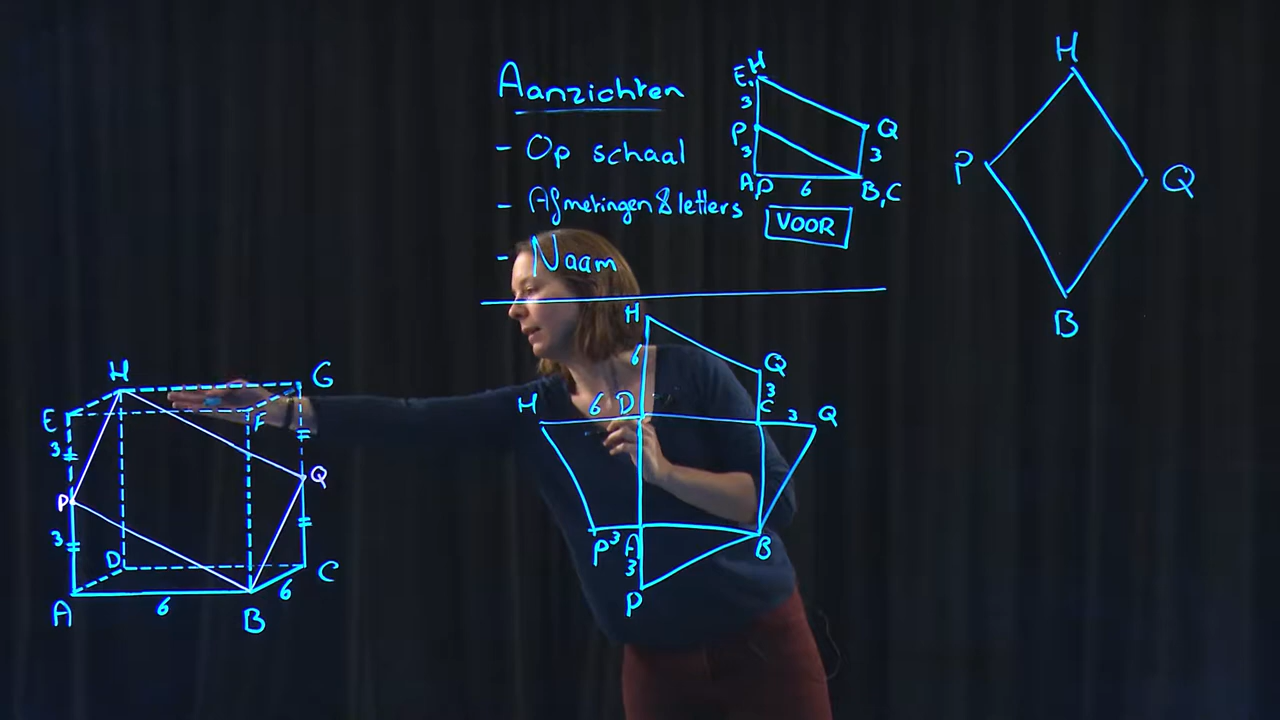 Aanzichten
- Op schaal
- Afmetingen & letters
- Naam
E, H
3
P
3
Q
3
A, D
6
B, C
VOOR
H
P
Q
B
H
6
Q
3
H
6
D
C
3
Q
P
3
A
B
3
P
H
G
E
F
3
Q
P
3
D
C
6
A
6
B